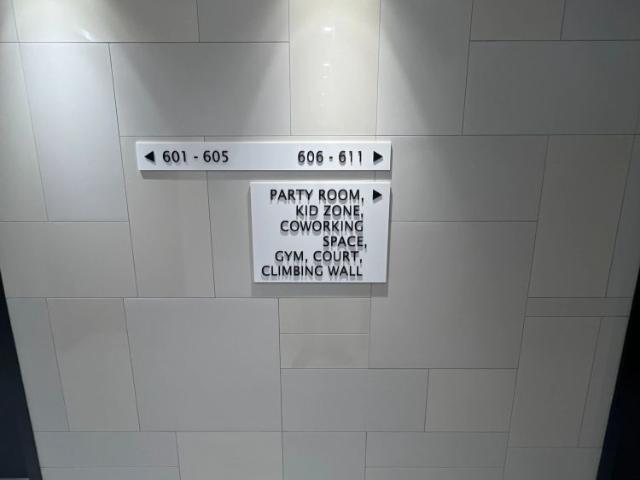 ◀ 601 - 605 606 - 611 ▶
PARTY ROOM, ▶
KID ZONE,
COWORKING
SPACE,
GYM, COURT,
CLIMBING WALL